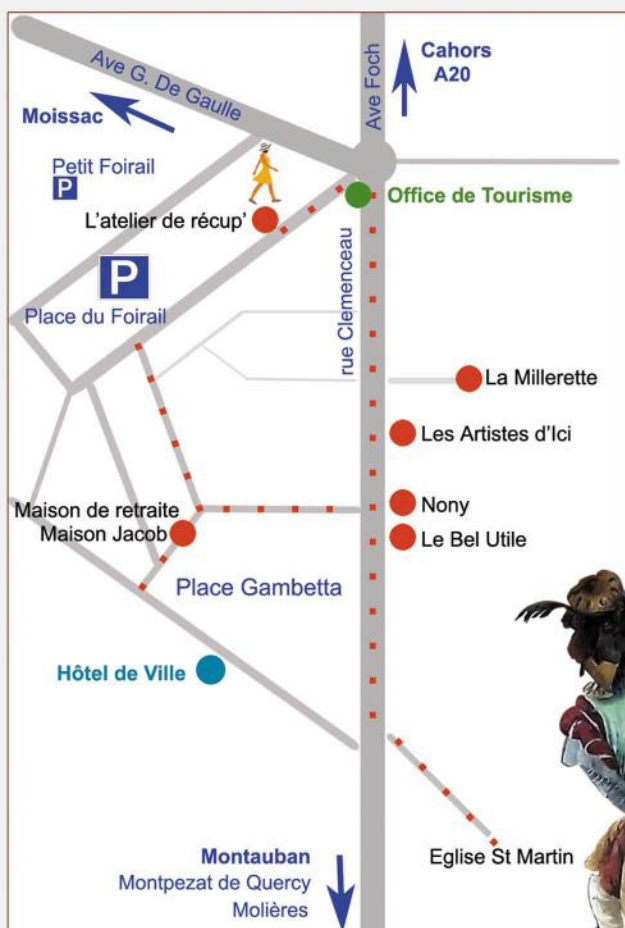 Ave G. De Gaulle
Ave Foch
Cahors
A20
Moissac
Petit Foirail
P
Office de Tourisme
L'atelier de récup'
P
Place du Foirail
rue Clemenceau
La Millerette
Les Artistes d'Ici
Maison de retraite
Maison Jacob
Nony
Le Bel Utile
Place Gambetta
Hôtel de Ville
Eglise St Martin
Montauban
Montpezat de Quercy
Molières